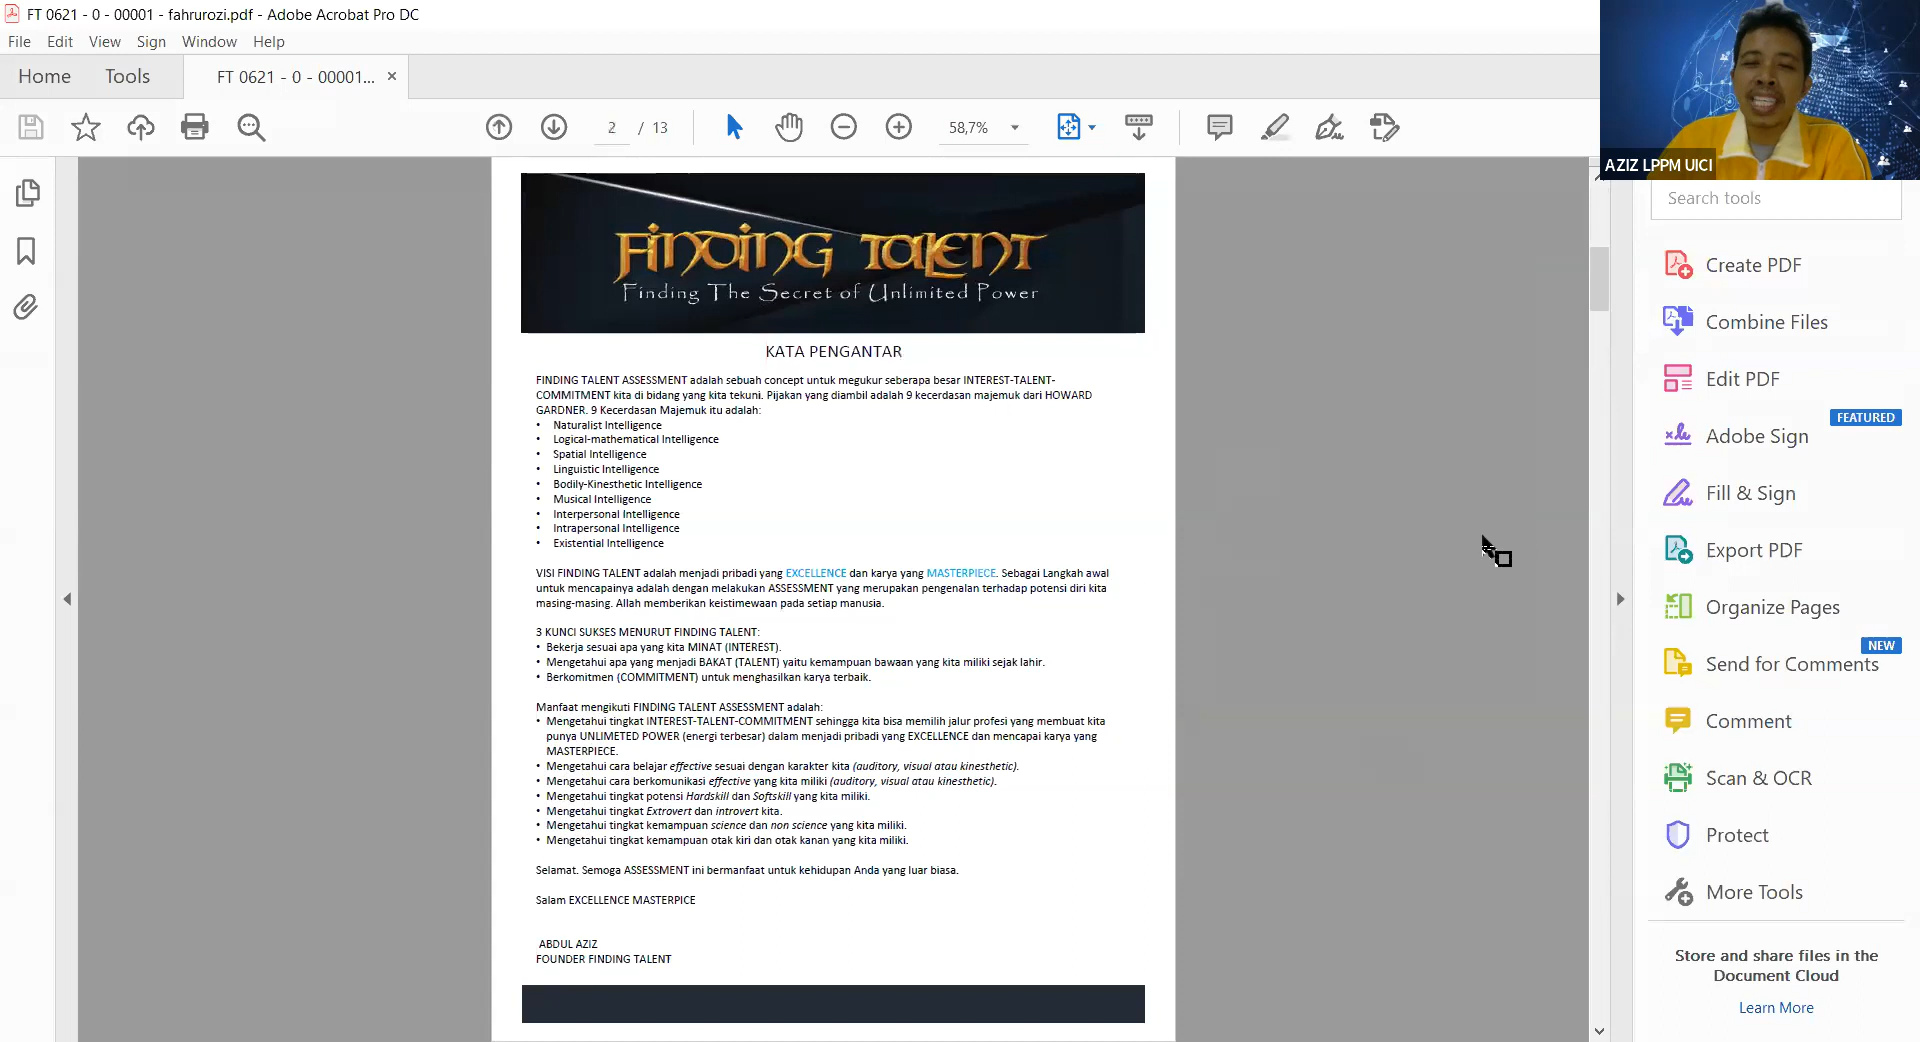 FT 0621 - 0 - 00001 - fahrurozi.pdf - Adobe Acrobat Pro DC
File Edit View Sign Window Help
Home Tools FT 0621 - 0 - 00001... ×
2 / 13 58,7%
AZIZ LPPM UICI
FINDING TALENT
Finding The Secret of Unlimited Power
KATA PENGANTAR
FINDING TALENT ASSESSMENT adalah sebuah concept untuk megukur seberapa besar INTEREST-TALENT-
COMMITMENT kita di bidang yang kita tekuni. Pijakan yang diambil adalah 9 kecerdasan majemuk dari HOWARD
GARDNER. 9 Kecerdasan Majemuk itu adalah:
• Naturalist Intelligence
• Logical-mathematical Intelligence
• Spatial Intelligence
• Linguistic Intelligence
• Bodily-Kinesthetic Intelligence
• Musical Intelligence
• Interpersonal Intelligence
• Intrapersonal Intelligence
• Existential Intelligence
VISI FINDING TALENT adalah menjadi pribadi yang EXCELLENCE dan karya yang MASTERPIECE. Sebagai Langkah awal
untuk mencapainya adalah dengan melakukan ASSESSMENT yang merupakan pengenalan terhadap potensi diri kita
masing-masing. Allah memberikan keistimewaan pada setiap manusia.
3 KUNCI SUKSES MENURUT FINDING TALENT:
• Bekerja sesuai apa yang kita MINAT (INTEREST).
• Mengetahui apa yang menjadi BAKAT (TALENT) yaitu kemampuan bawaan yang kita miliki sejak lahir.
• Berkomitmen (COMMITMENT) untuk menghasilkan karya terbaik.
Manfaat mengikuti FINDING TALENT ASSESSMENT adalah:
• Mengetahui tingkat INTEREST-TALENT-COMMITMENT sehingga kita bisa memilih jalur profesi yang membuat kita
punya UNLIMETED POWER (energi terbesar) dalam menjadi pribadi yang EXCELLENCE dan mencapai karya yang
MASTERPIECE.
• Mengetahui cara belajar effective sesuai dengan karakter kita (auditory, visual atau kinesthetic).
• Mengetahui cara berkomunikasi effective yang kita miliki (auditory, visual atau kinesthetic).
• Mengetahui tingkat potensi Hardskill dan Softskill yang kita miliki.
• Mengetahui tingkat Extrovert dan introvert kita.
• Mengetahui tingkat kemampuan science dan non science yang kita miliki.
• Mengetahui tingkat kemampuan otak kiri dan otak kanan yang kita miliki.
Selamat. Semoga ASSESSMENT ini bermanfaat untuk kehidupan Anda yang luar biasa.
Salam EXCELLENCE MASTERPICE
ABDUL AZIZ
FOUNDER FINDING TALENT
Search tools
Create PDF
Combine Files
Edit PDF
FEATURED
Adobe Sign
Fill & Sign
Export PDF
Organize Pages
NEW
Send for Comments
Comment
Scan & OCR
Protect
More Tools
Store and share files in the
Document Cloud
Learn More